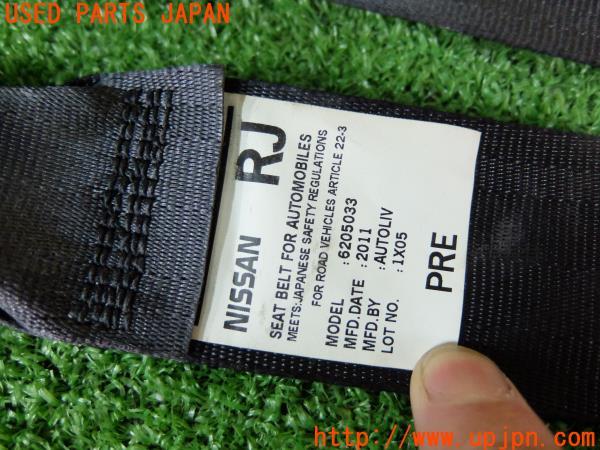 USED PARTS JAPAN
NISSAN RJ
SEAT BELT FOR AUTOMOBILES
MEETS:JAPANESE SAFETY REGULATIONS
FOR ROAD VEHICLES ARTICLE 22-3
MODEL :6205033
MFD.DATE :2011
MFD.BY :AUTOLIV
LOT NO. :1X05
PRE
http://www.upjpn.com/